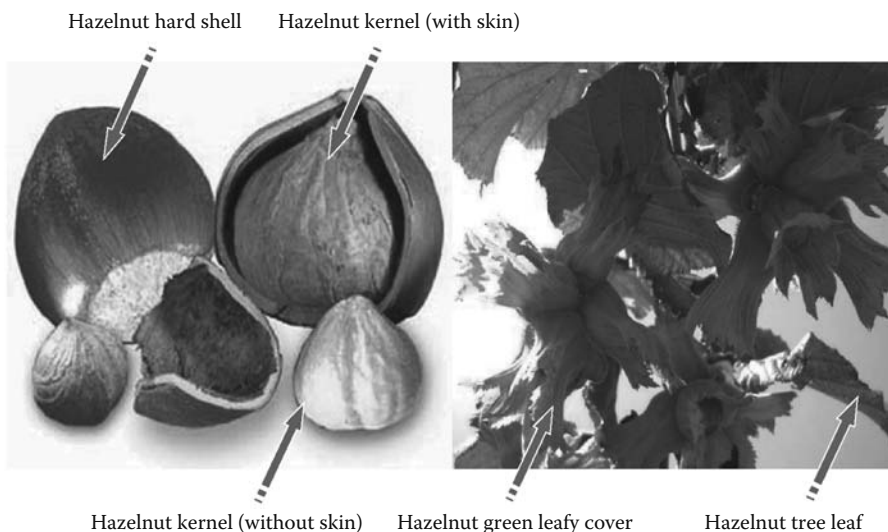 Hazelnut hard shell
Hazelnut kernel (with skin)
Hazelnut kernel (without skin)
Hazelnut green leafy cover
Hazelnut tree leaf